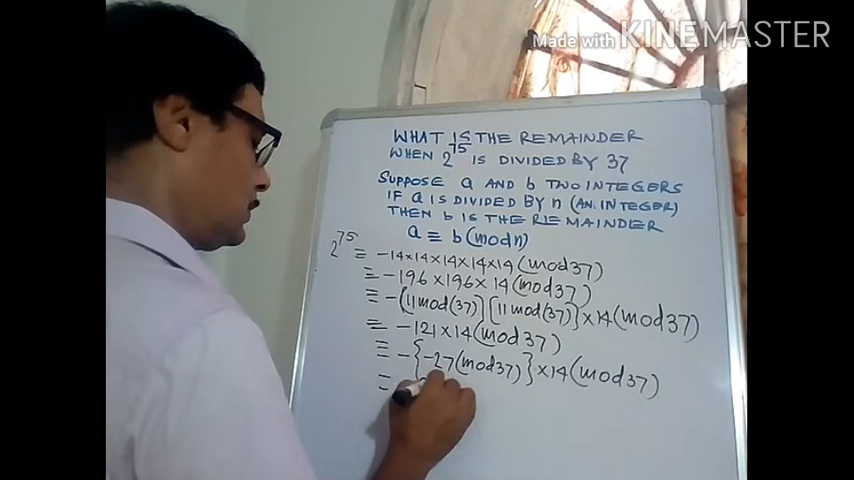 Made with KINEMASTER
WHAT IS THE REMAINDER
WHEN 2^75 IS DIVIDED BY 37
SUPPOSE a AND b TWO INTEGERS
IF a IS DIVIDED BY n (AN INTEGER)
THEN b IS THE REMAINDER
a ≡ b (mod n)
2^75 ≡ -14×14×14×14×14 (mod 37)
≡ -196×196×14 (mod 37)
≡ -{11 mod(37)} {11 mod(37)} ×14 (mod 37)
≡ -121×14 (mod 37)
≡ -{-27 (mod 37)} ×14 (mod 37)
≡